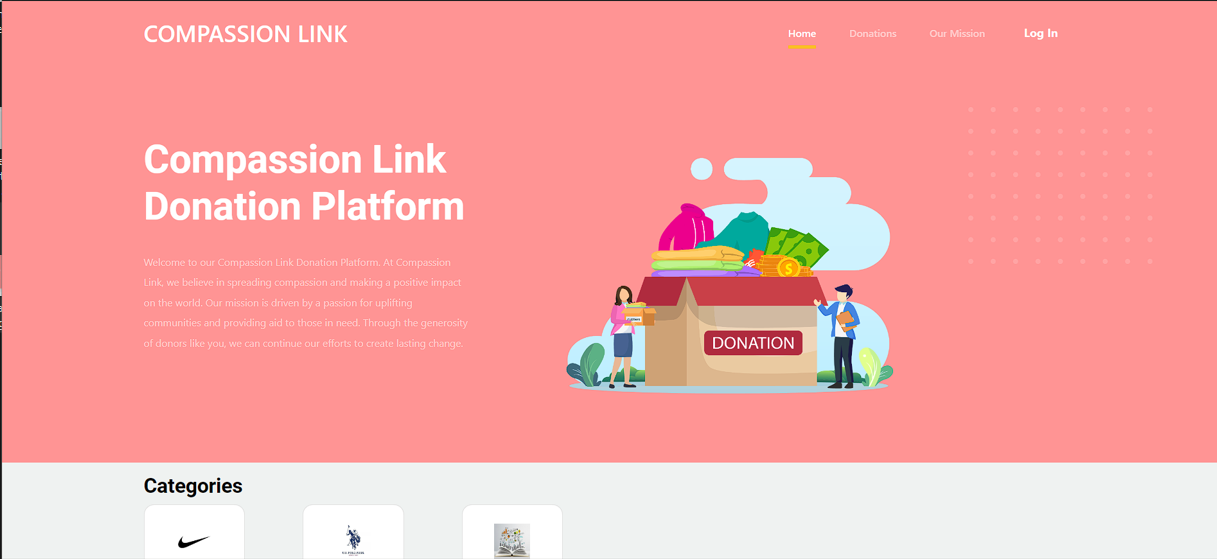 COMPASSION LINK
Home
Donations
Our Mission
Log In
Compassion Link
Donation Platform
Welcome to our Compassion Link Donation Platform. At Compassion
Link, we believe in spreading compassion and making a positive impact
on the world. Our mission is driven by a passion for uplifting
communities and providing aid to those in need. Through the generosity
of donors like you, we can continue our efforts to create lasting change.
DONATION
Categories